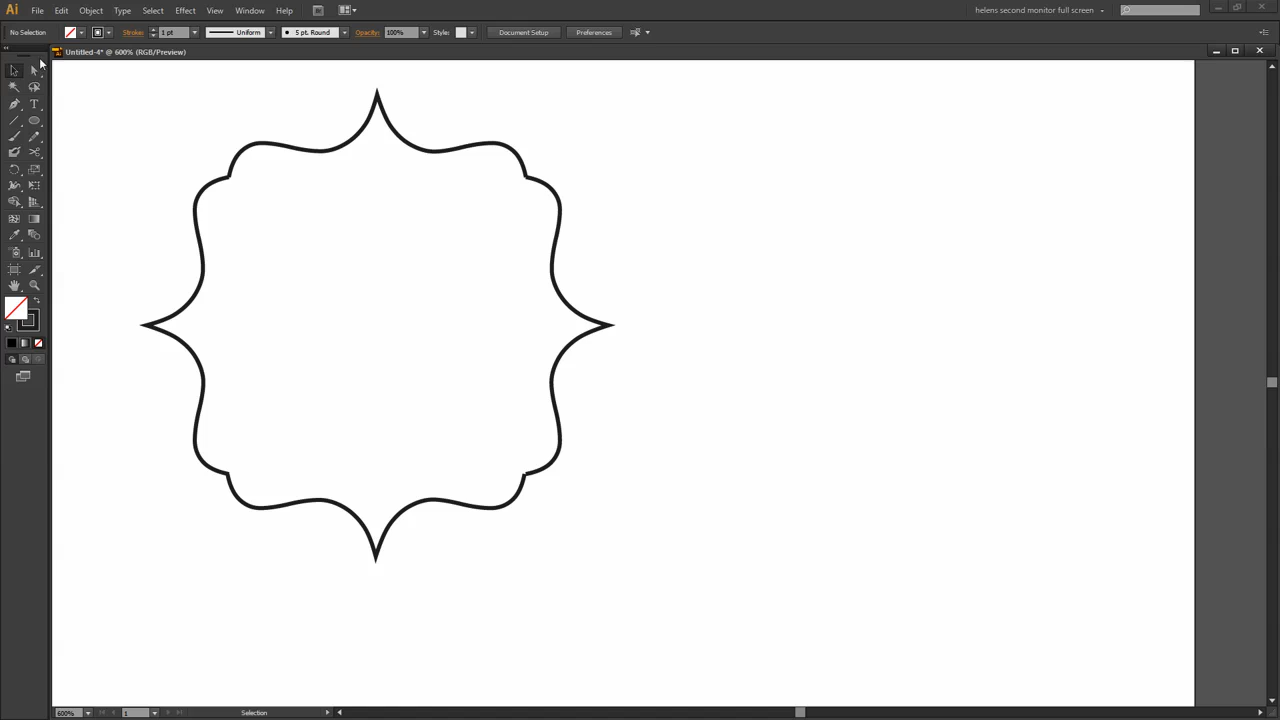 Ai File Edit Object Type Select Effect View Window Help Br helens second monitor full screen
No Selection Stroke: 1 pt Uniform 5 pt. Round Opacity: 100% Style: Document Setup Preferences
Untitled-4* @ 600% (RGB/Preview)
T
600% 1 Selection